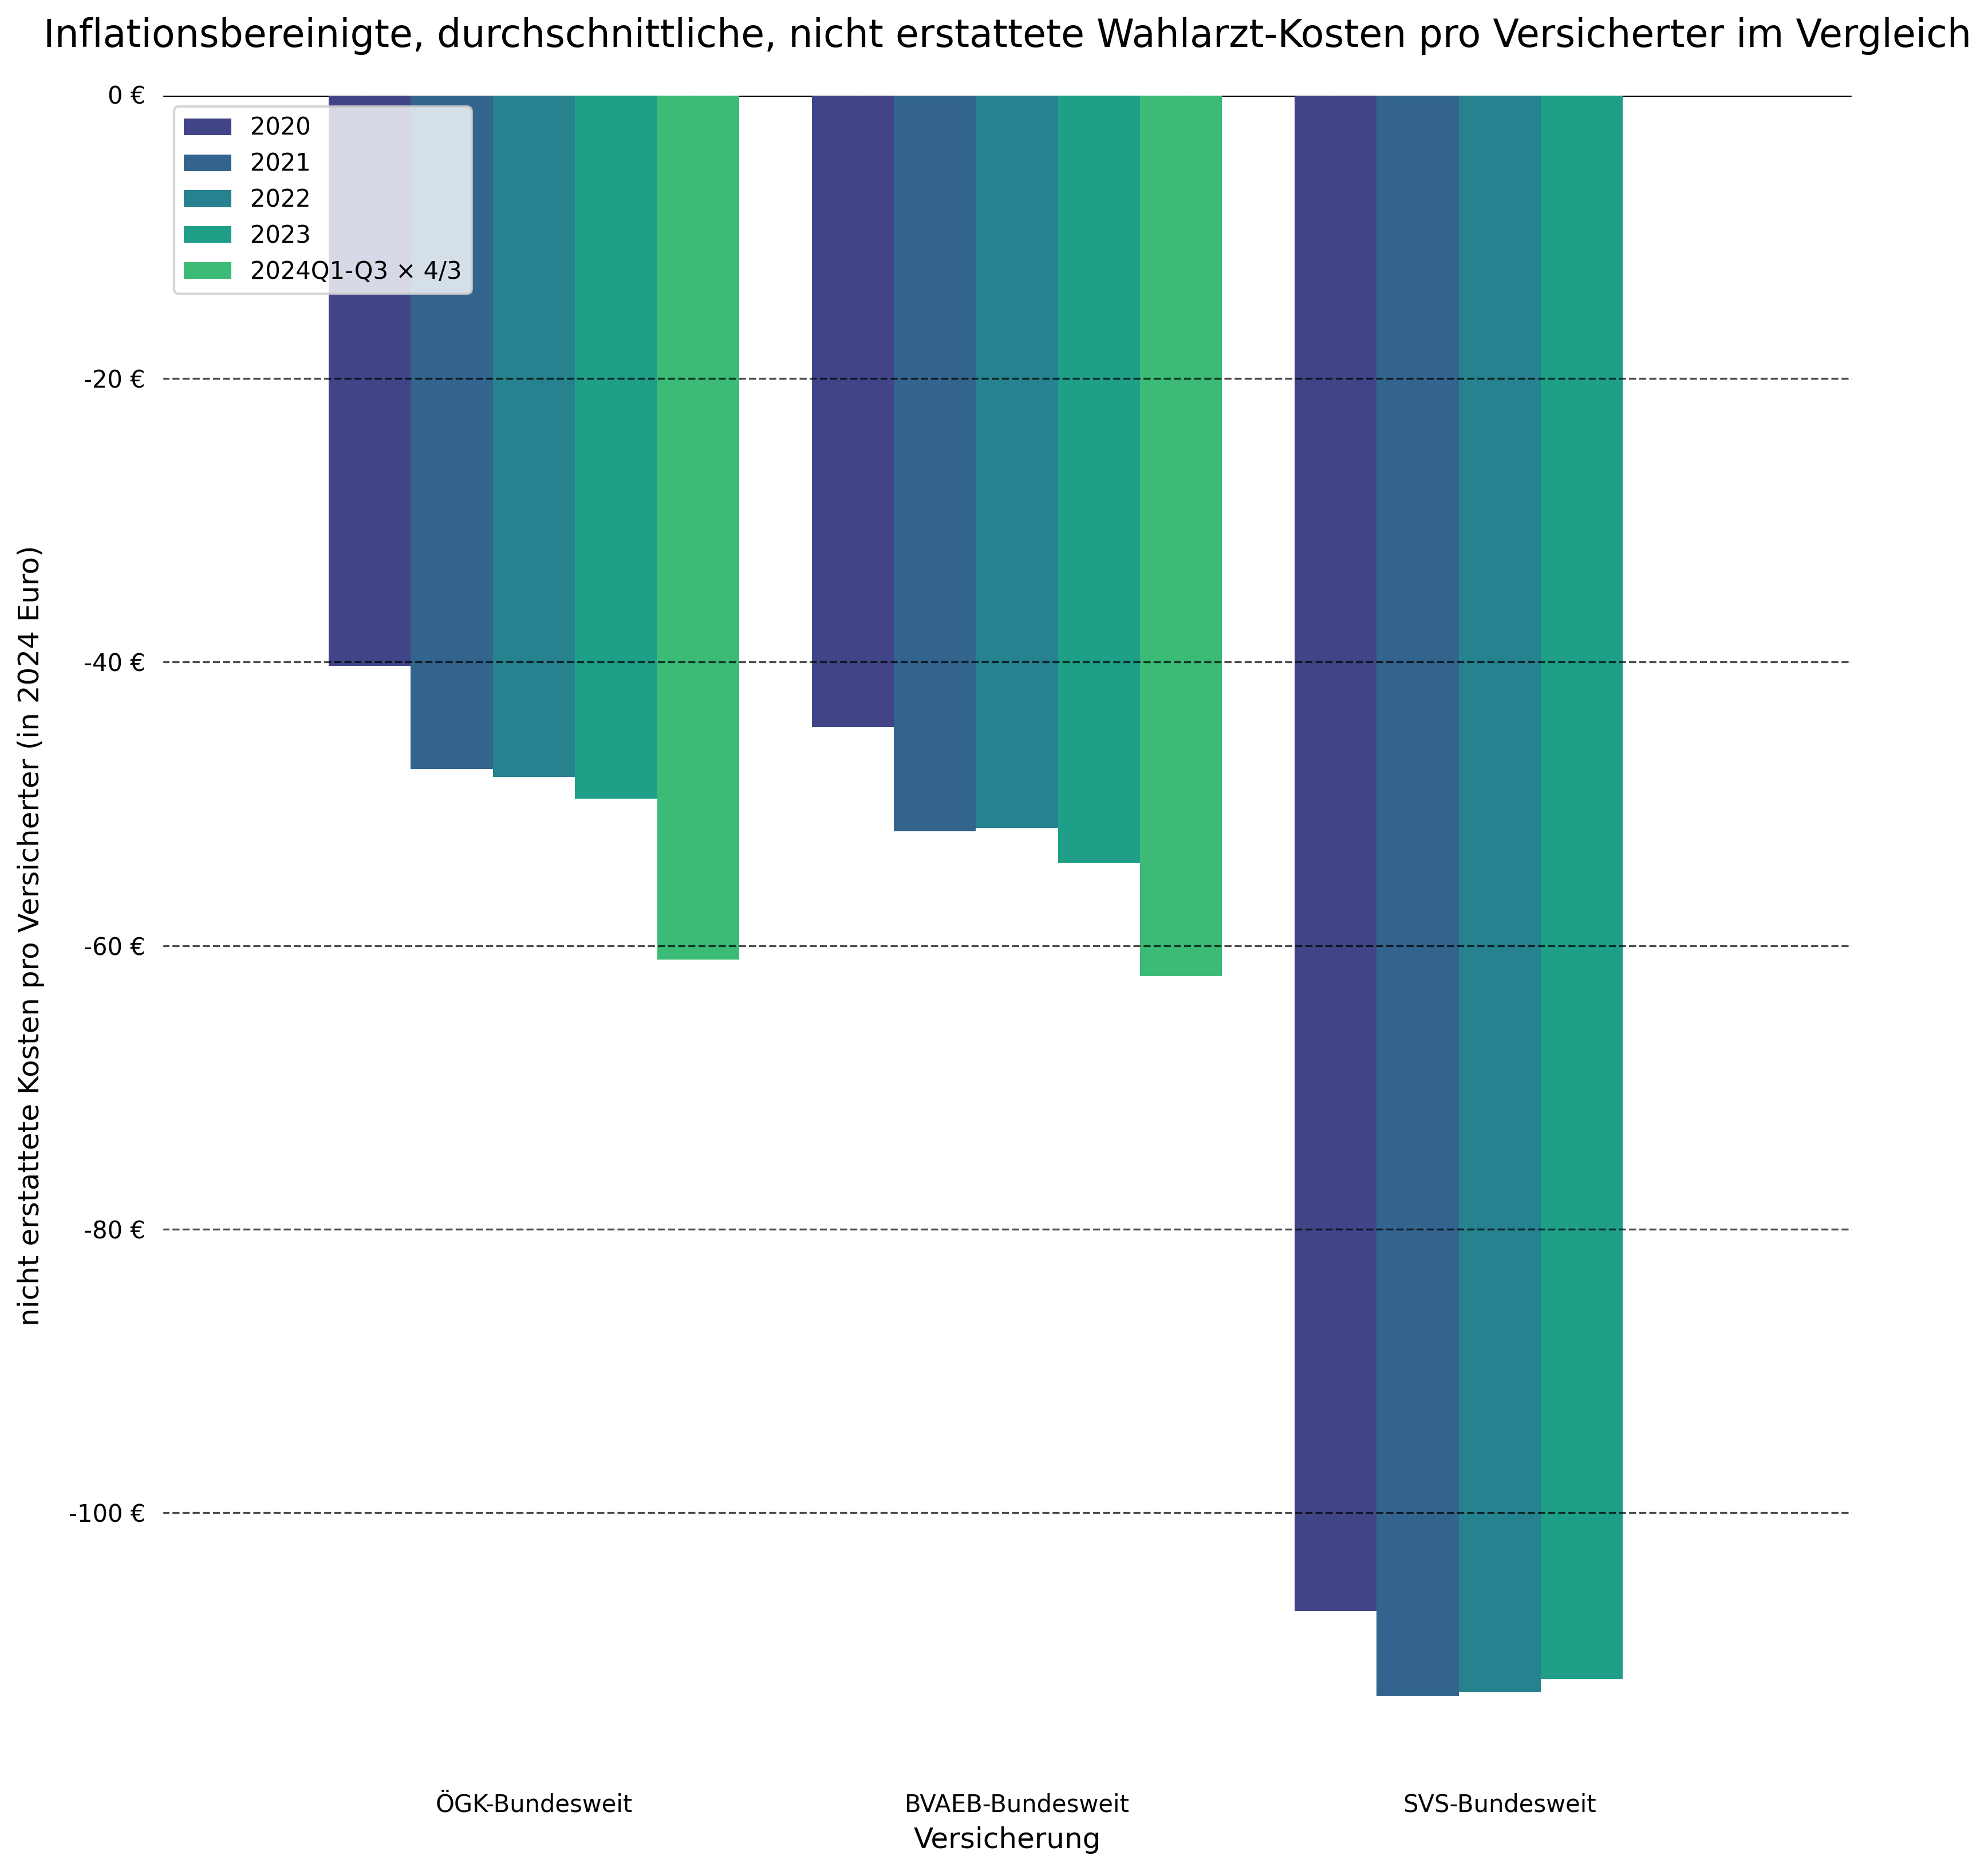 Inflationsbereinigte, durchschnittliche, nicht erstattete Wahlarzt-Kosten pro Versicherter im Vergleich
0 €
-20 €
-40 €
-60 €
-80 €
-100 €
nicht erstattete Kosten pro Versicherter (in 2024 Euro)
2020
2021
2022
2023
2024Q1-Q3 × 4/3
ÖGK-Bundesweit
BVAEB-Bundesweit
SVS-Bundesweit
Versicherung